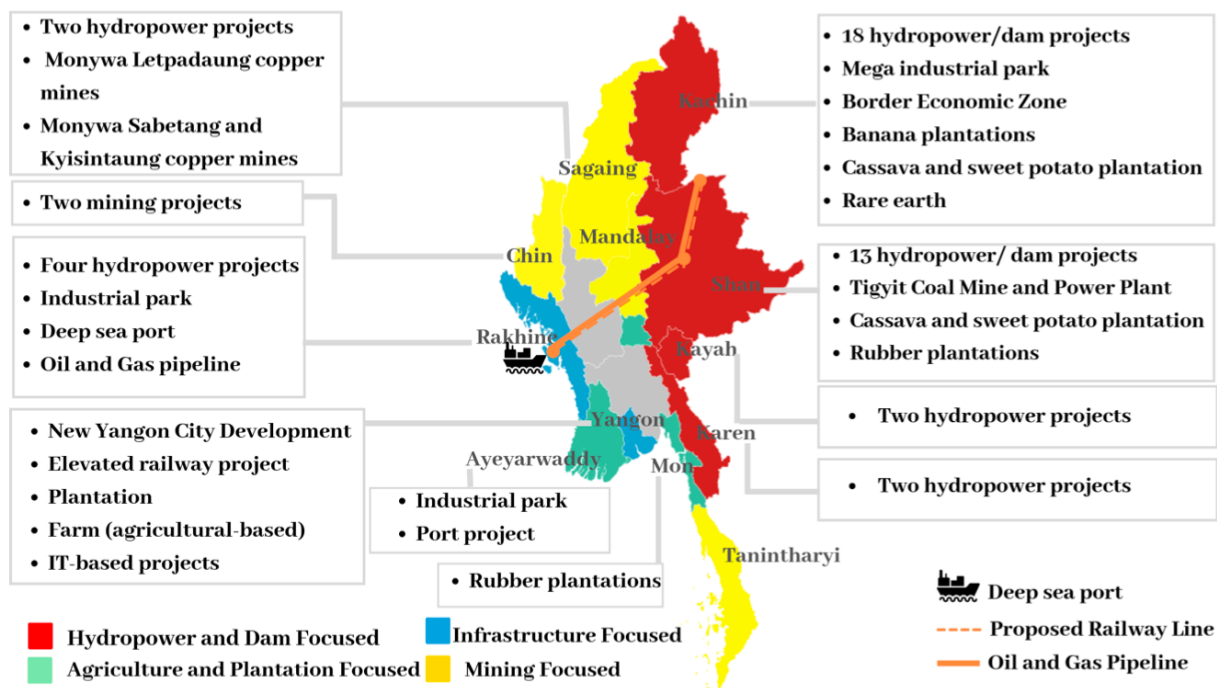 • Two hydropower projects
• Monywa Letpadaung copper
mines
• Monywa Sabetang and
Kyisintaung copper mines
• Two mining projects
• Four hydropower projects
• Industrial park
• Deep sea port
• Oil and Gas pipeline
• New Yangon City Development
• Elevated railway project
• Plantation
• Farm (agricultural-based)
• IT-based projects
• Industrial park
• Port project
• Rubber plantations
Kachin
Sagaing
Mandalay
Chin
Shan
Rakhine
Kayah
Yangon
Karen
Ayeyarwaddy
Mon
Tanintharyi
• 18 hydropower/dam projects
• Mega industrial park
• Border Economic Zone
• Banana plantations
• Cassava and sweet potato plantation
• Rare earth
• 13 hydropower/ dam projects
• Tigyit Coal Mine and Power Plant
• Cassava and sweet potato plantation
• Rubber plantations
• Two hydropower projects
• Two hydropower projects
Deep sea port
Proposed Railway Line
Oil and Gas Pipeline
Hydropower and Dam Focused
Infrastructure Focused
Agriculture and Plantation Focused
Mining Focused